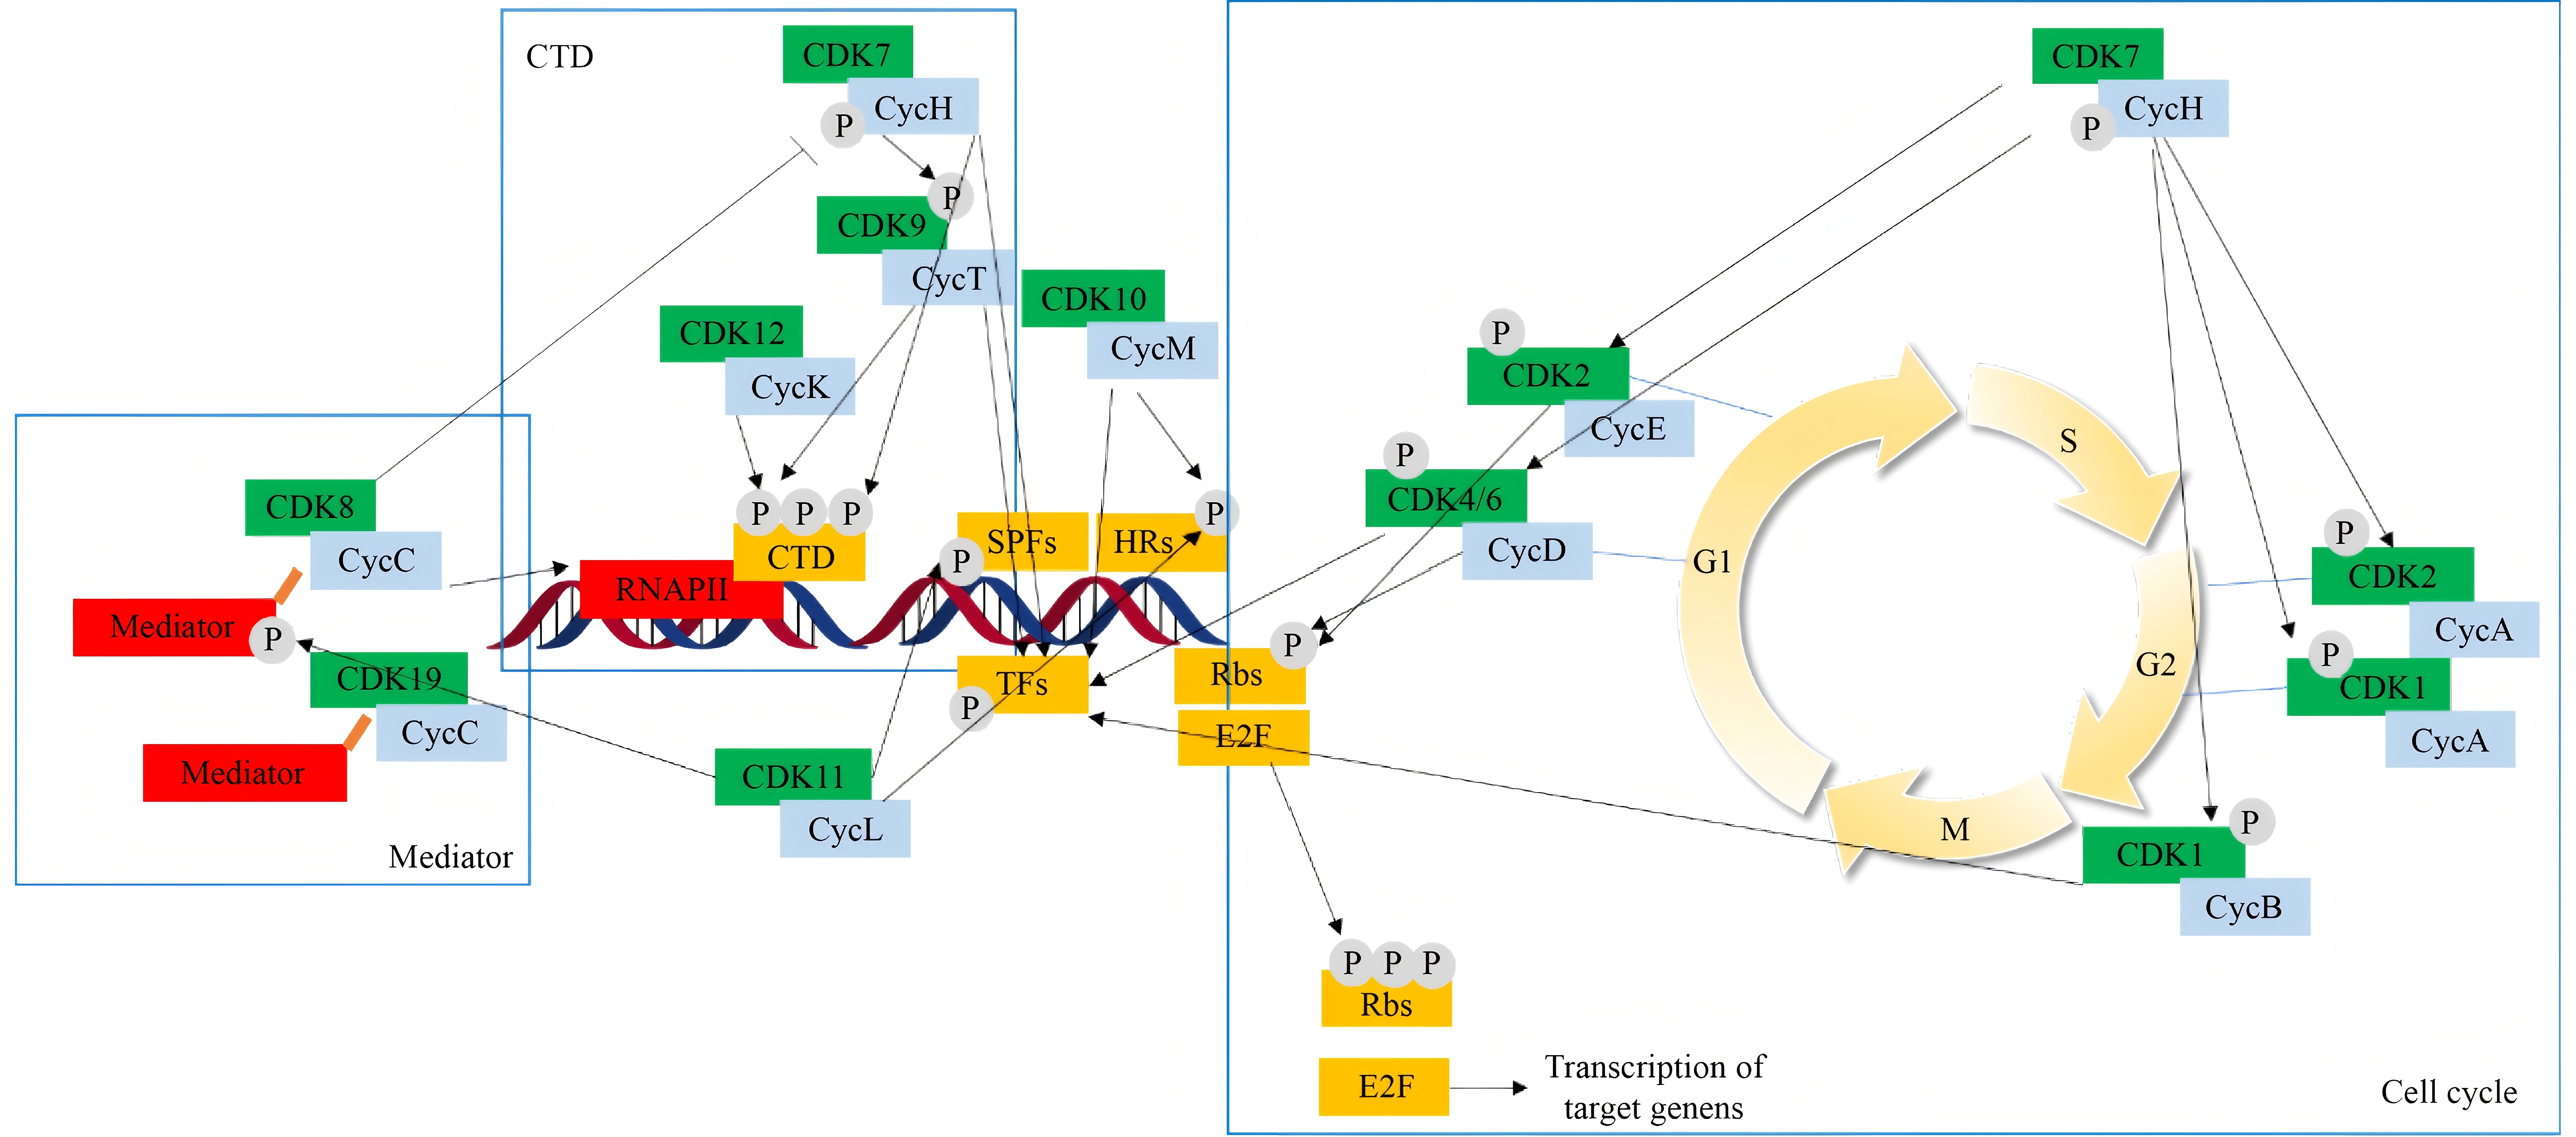 CTD
CDK7
CycH
P
P
CDK9
CycT
CDK12
CycK
CDK10
CycM
P
P
P
CTD
RNAPII
P
SPFs
HRs
P
TFs
P
CDK8
CycC
Mediator
P
CDK19
CycC
Mediator
Mediator
CDK11
CycL
CDK7
CycH
P
P
CDK2
CycE
P
CDK4/6
CycD
P
Rbs
E2F
G1
S
G2
M
P
CDK2
CycA
P
CDK1
CycA
P
CDK1
CycB
P
P
P
Rbs
E2F
Transcription of
target genens
Cell cycle